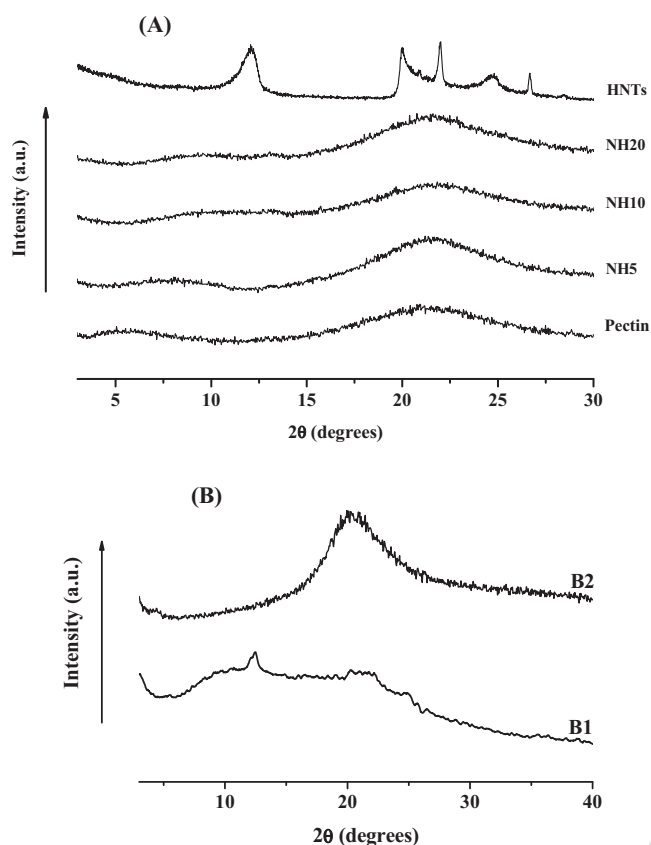 (A)
HNTs
NH20
NH10
NH5
Pectin
Intensity (a.u.)
5 10 15 20 25 30
2θ (degrees)
(B)
B2
B1
Intensity (a.u.)
10 20 30 40
2θ (degrees)